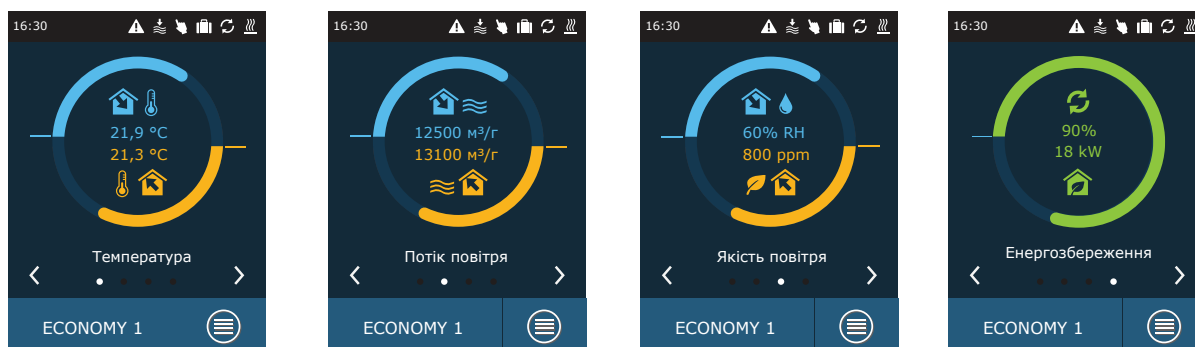 16:30
21,9 °C
21,3 °C
Температура
ECONOMY 1
16:30
12500 м³/г
13100 м³/г
Потік повітря
ECONOMY 1
16:30
60% RH
800 ppm
Якість повітря
ECONOMY 1
16:30
90%
18 kW
Енергозбереження
ECONOMY 1